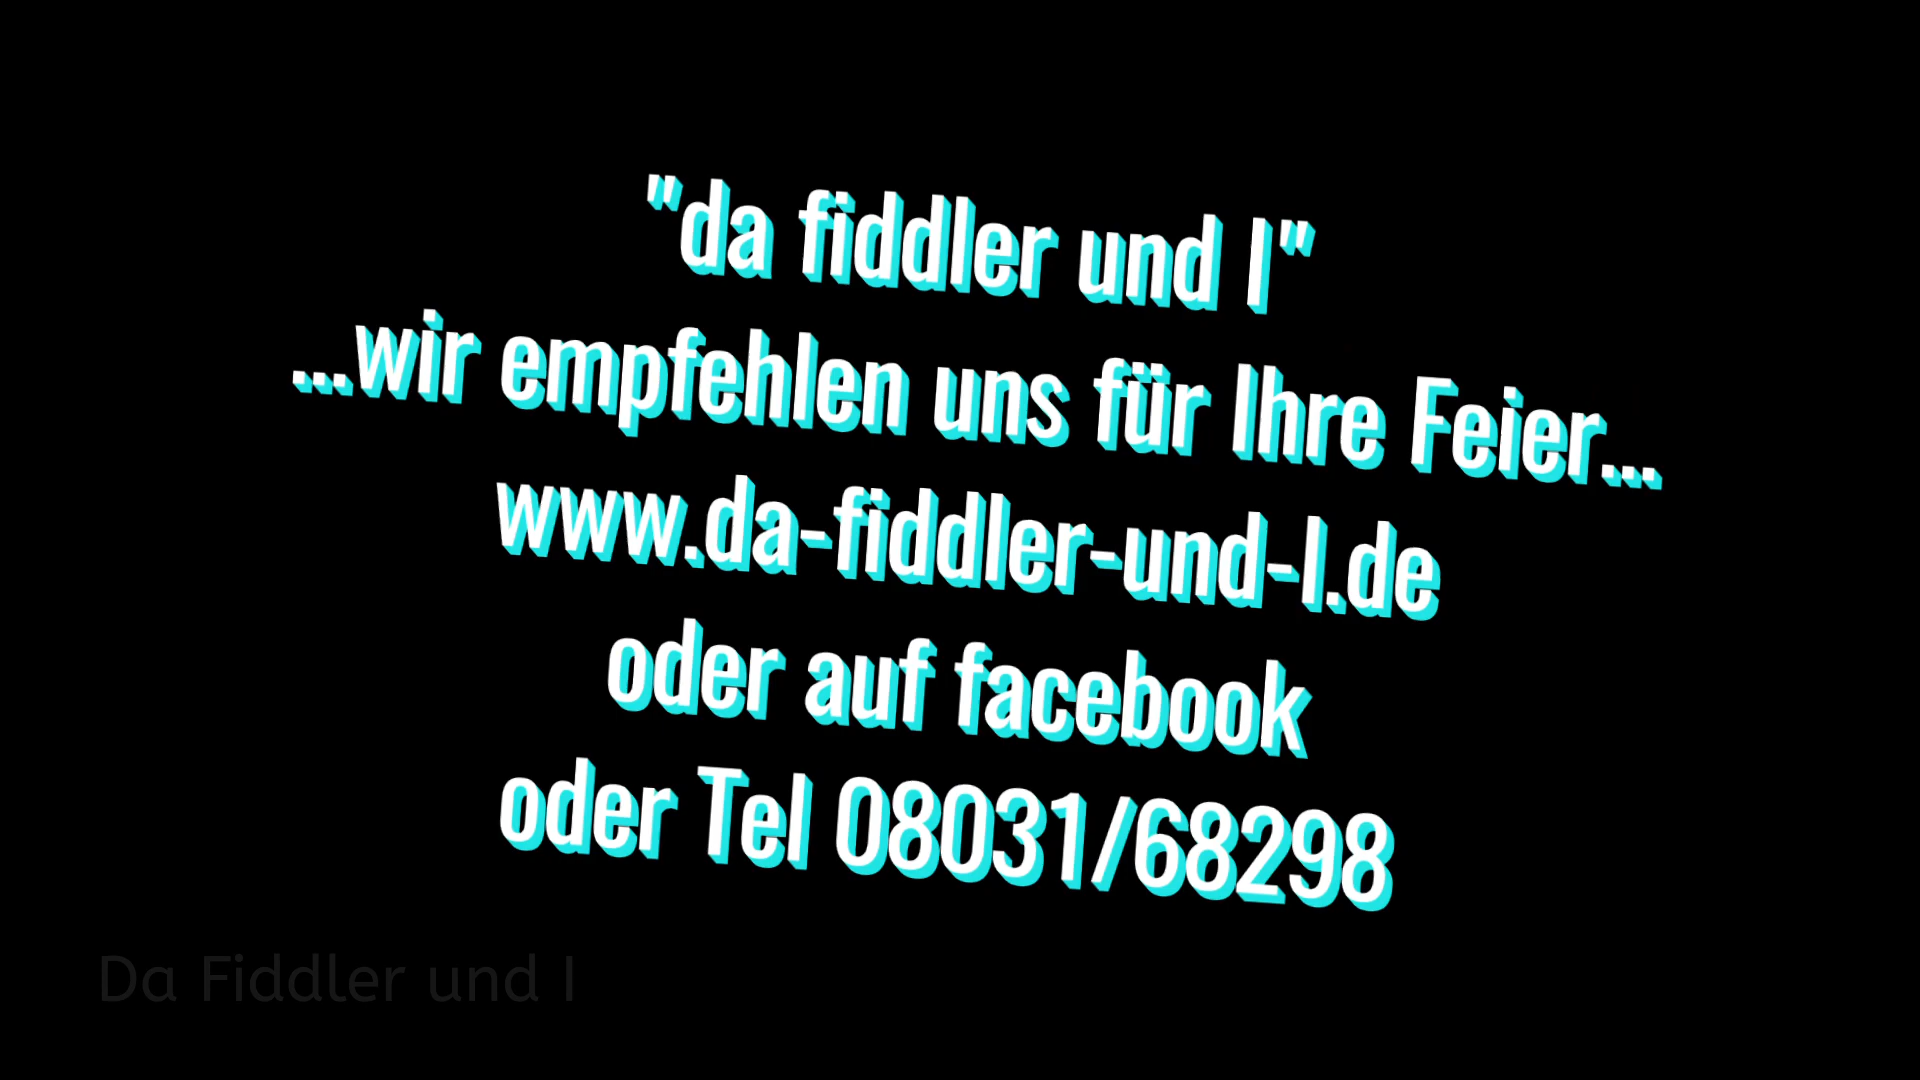 "da fiddler und I"
...wir empfehlen uns für Ihre Feier...
www.da-fiddler-und-I.de
oder auf facebook
oder Tel 08031/68298
Da Fiddler und I